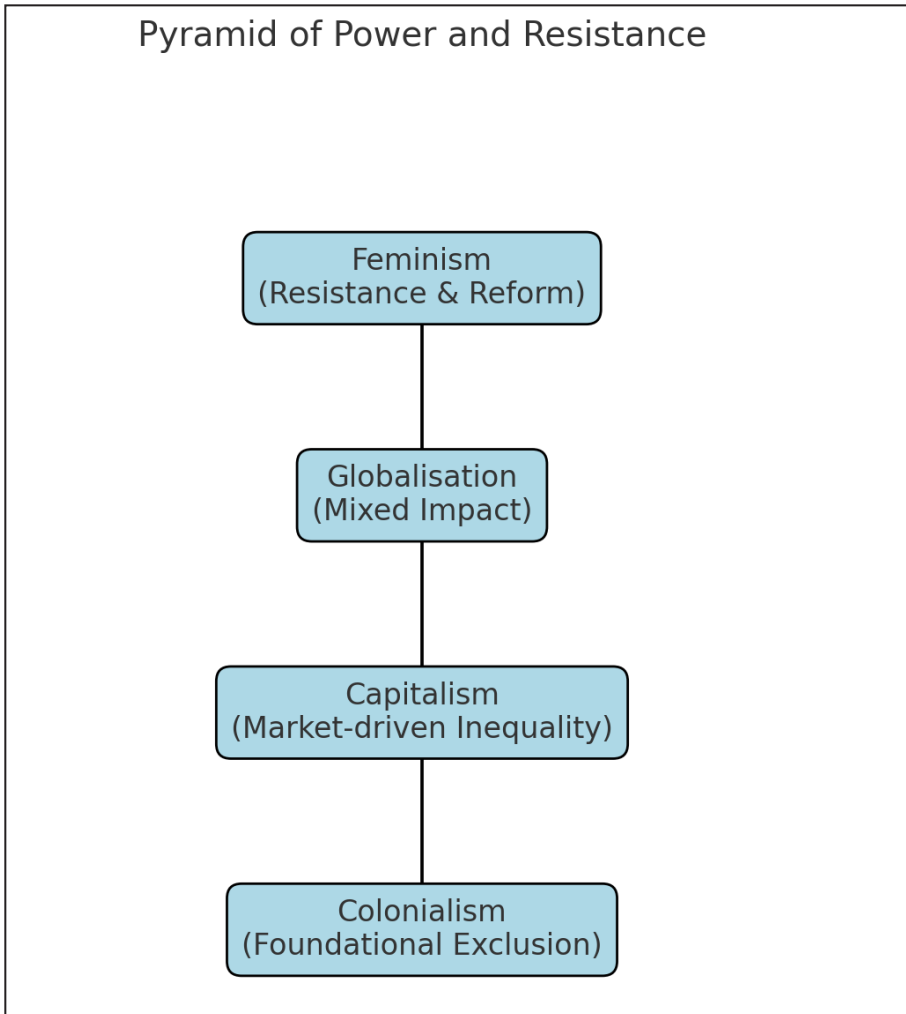 Pyramid of Power and Resistance
Feminism
(Resistance & Reform)
Globalisation
(Mixed Impact)
Capitalism
(Market-driven Inequality)
Colonialism
(Foundational Exclusion)